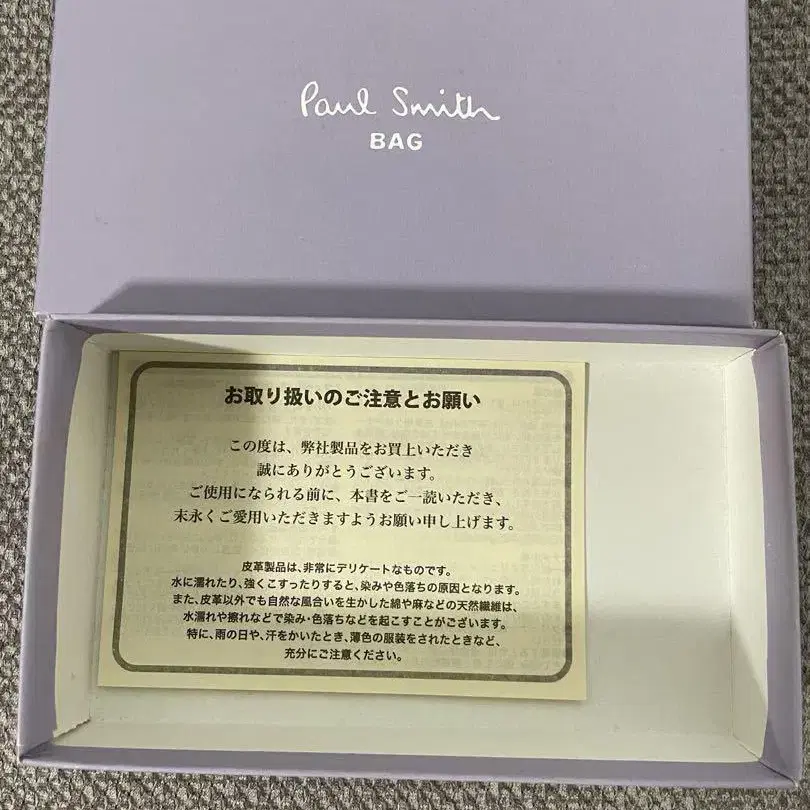 Paul Smith
BAG
お取り扱いのご注意とお願い
この度は、弊社製品をお買上いただき
誠にありがとうございます。
ご使用になられる前に、本書をご一読いただき、
末永くご愛用いただきますようお願い申し上げます。
皮革製品は、非常にデリケートなものです。
水に濡れたり、強くこすったりすると、染みや色落ちの原因となります。
また、皮革以外でも自然な風合いを生かした綿や麻などの天然繊維は、
水濡れや擦れなどで染み・色落ちなどを起こすことがございます。
特に、雨の日や、汗をかいたとき、薄色の服装をされたときなど、
充分にご注意ください。